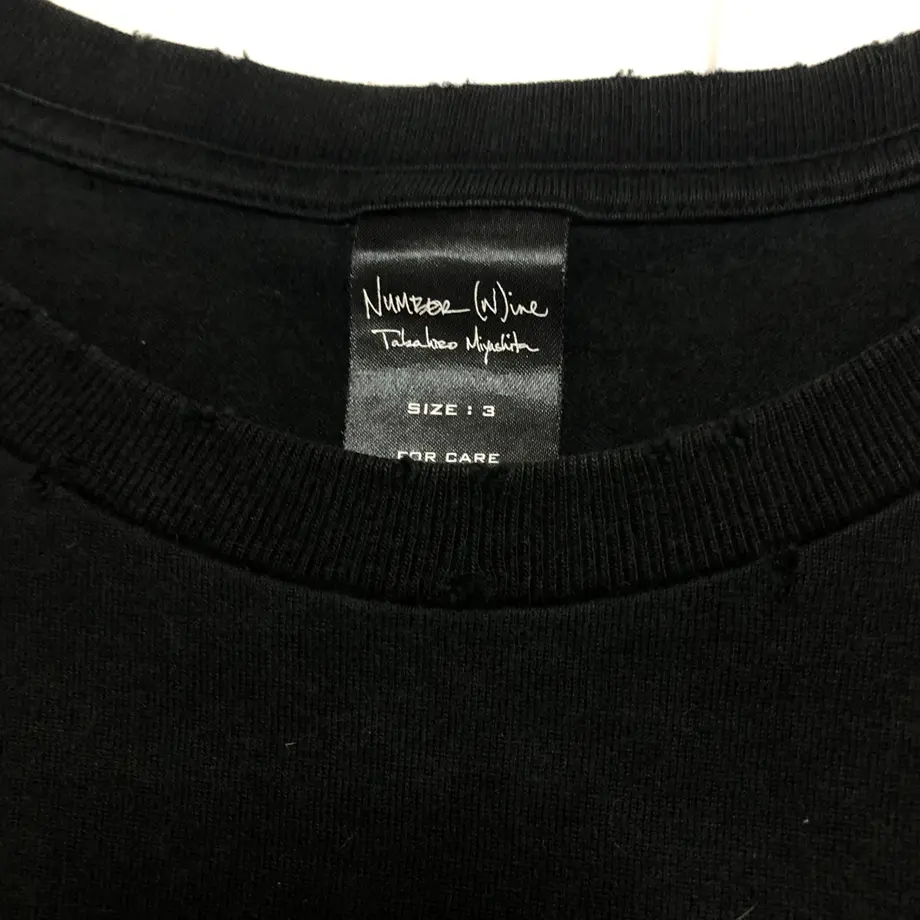 NUMBER (N)ine
Takahiro Miyashita
SIZE : 3
FOR CARE